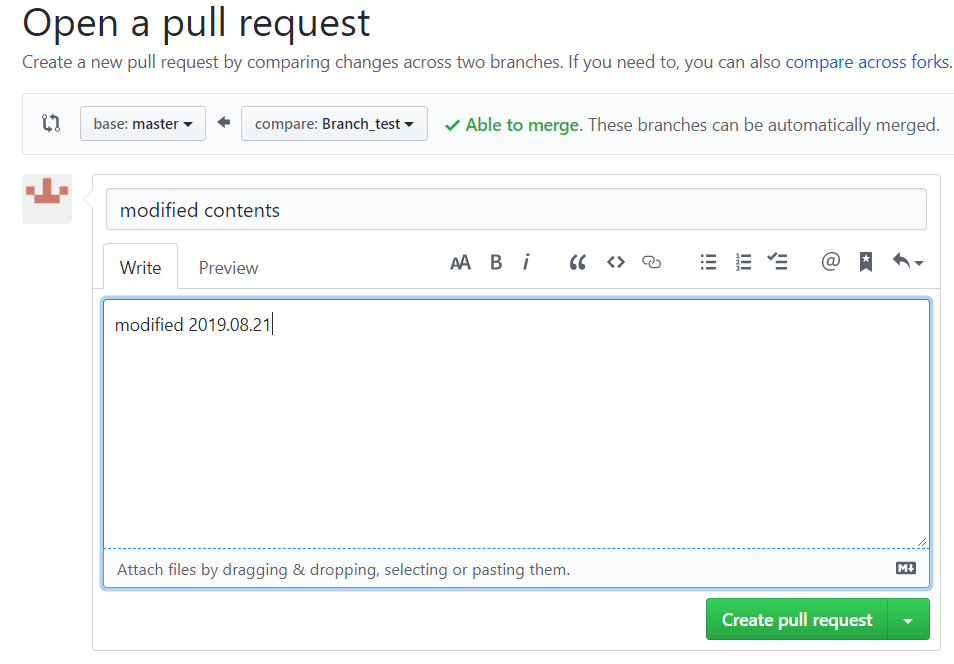 Open a pull request
Create a new pull request by comparing changes across two branches. If you need to, you can also compare across forks.
base: master compare: Branch_test Able to merge. These branches can be automatically merged.
modified contents
Write Preview AA B i @
modified 2019.08.21
Attach files by dragging & dropping, selecting or pasting them.
Create pull request